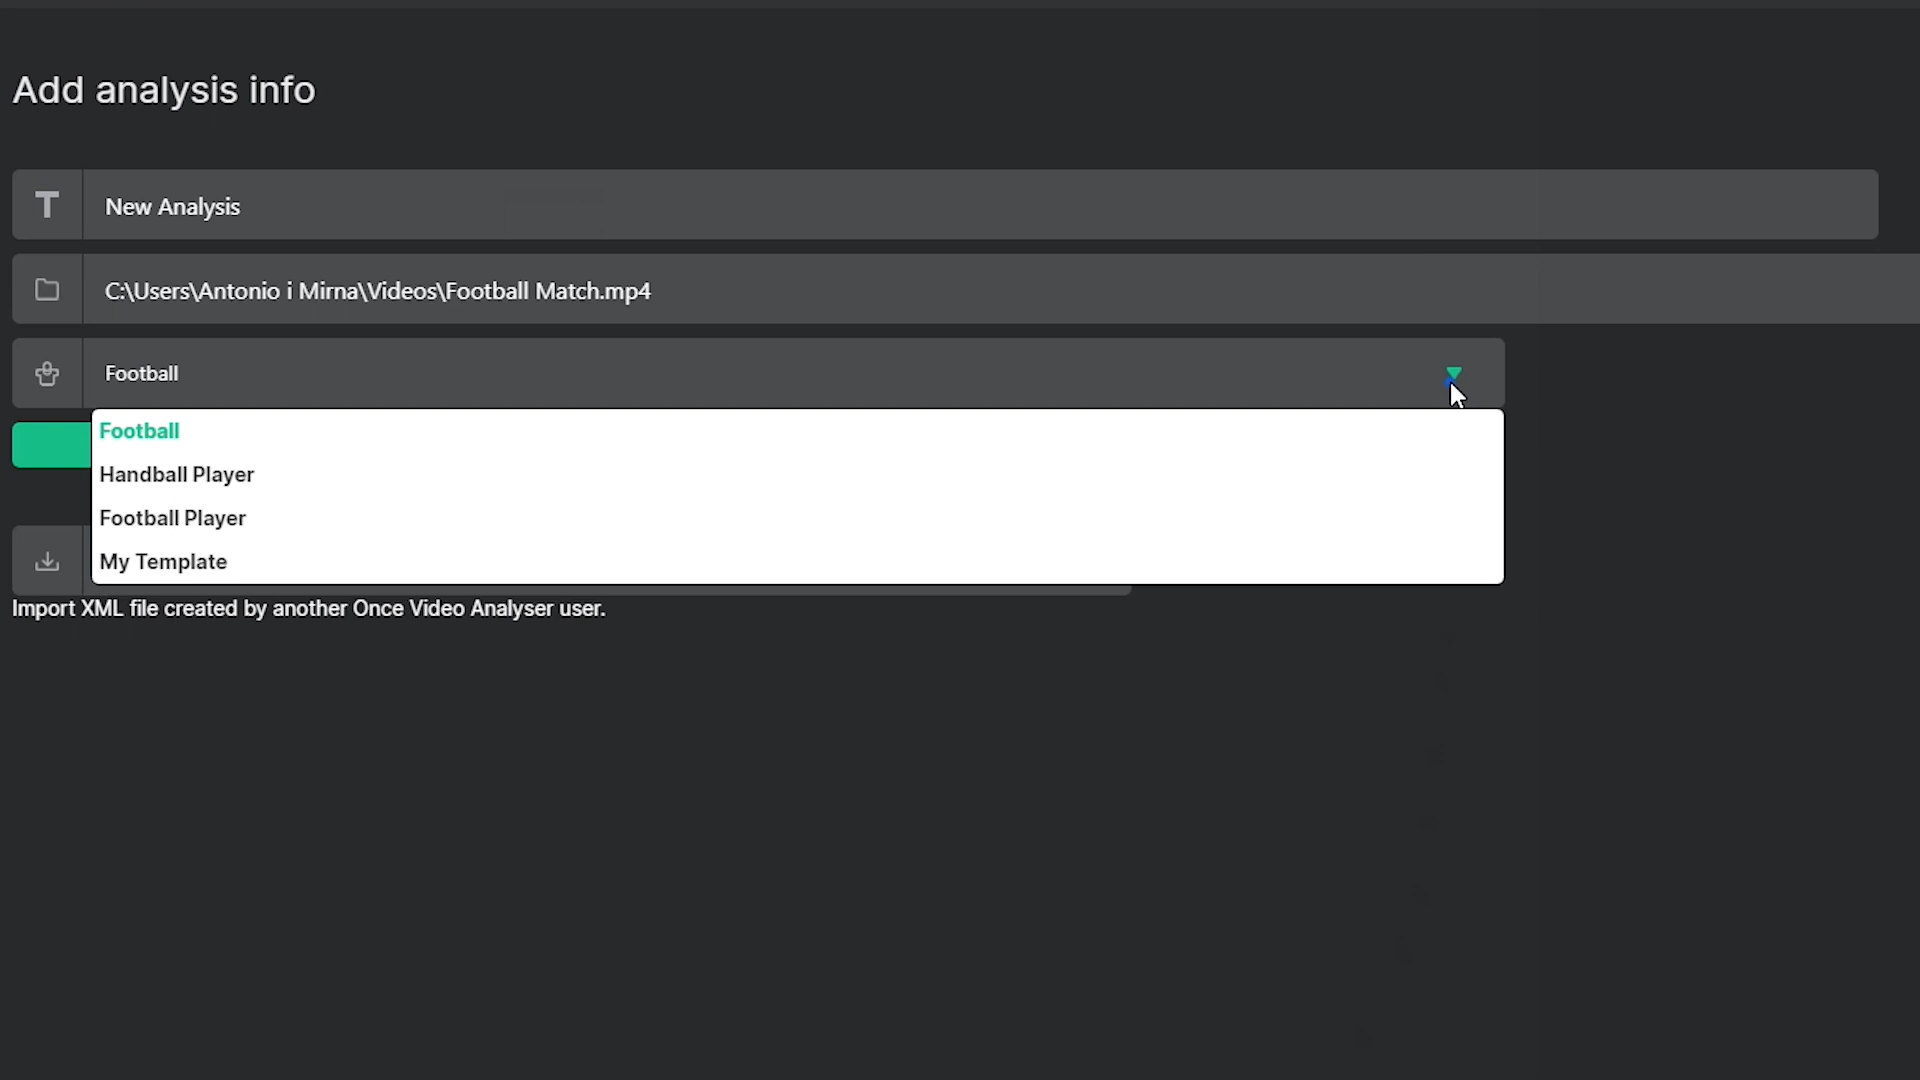 Add analysis info
New Analysis
C:\Users\Antonio i Mirna\Videos\Football Match.mp4
Football
Football
Handball Player
Football Player
My Template
Import XML file created by another Once Video Analyser user.